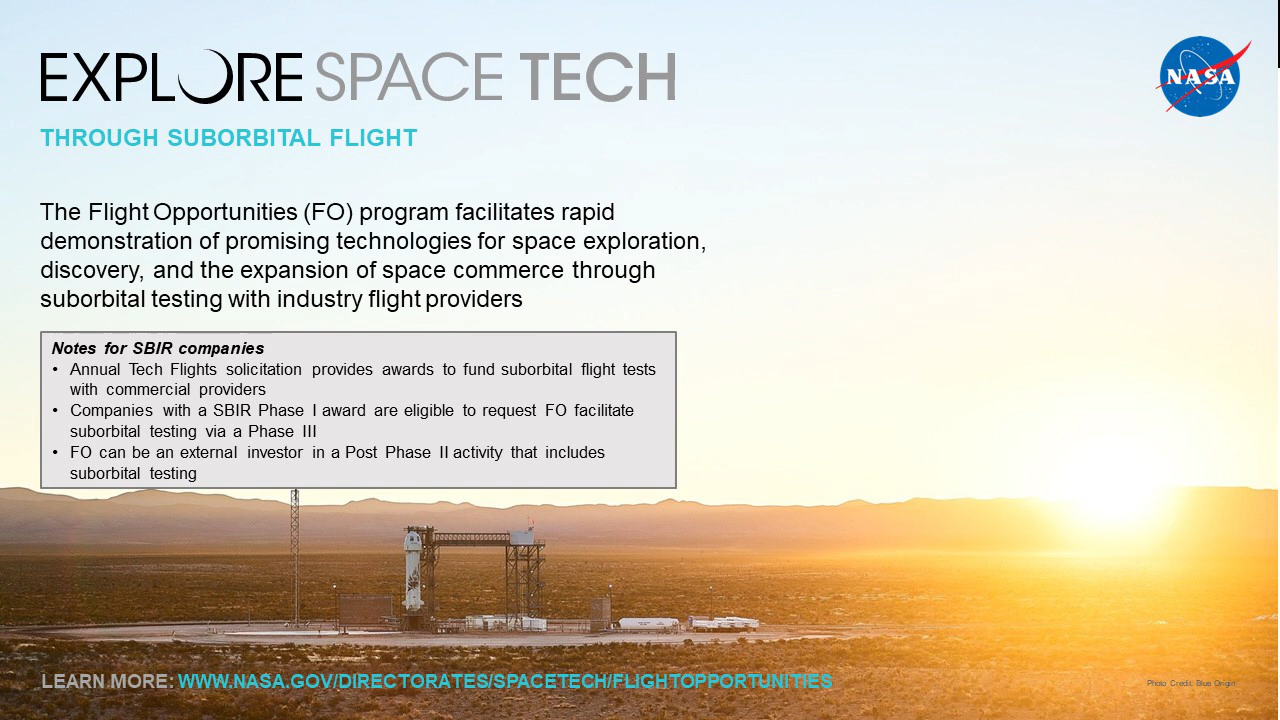 EXPLORE SPACE TECH
NASA
THROUGH SUBORBITAL FLIGHT
The Flight Opportunities (FO) program facilitates rapid
demonstration of promising technologies for space exploration,
discovery, and the expansion of space commerce through
suborbital testing with industry flight providers
Notes for SBIR companies
• Annual Tech Flights solicitation provides awards to fund suborbital flight tests
with commercial providers
• Companies with a SBIR Phase I award are eligible to request FO facilitate
suborbital testing via a Phase III
• FO can be an external investor in a Post Phase II activity that includes
suborbital testing
LEARN MORE: WWW.NASA.GOV/DIRECTORATES/SPACETECH/FLIGHTOPPORTUNITIES
Photo Credit: Blue Origin